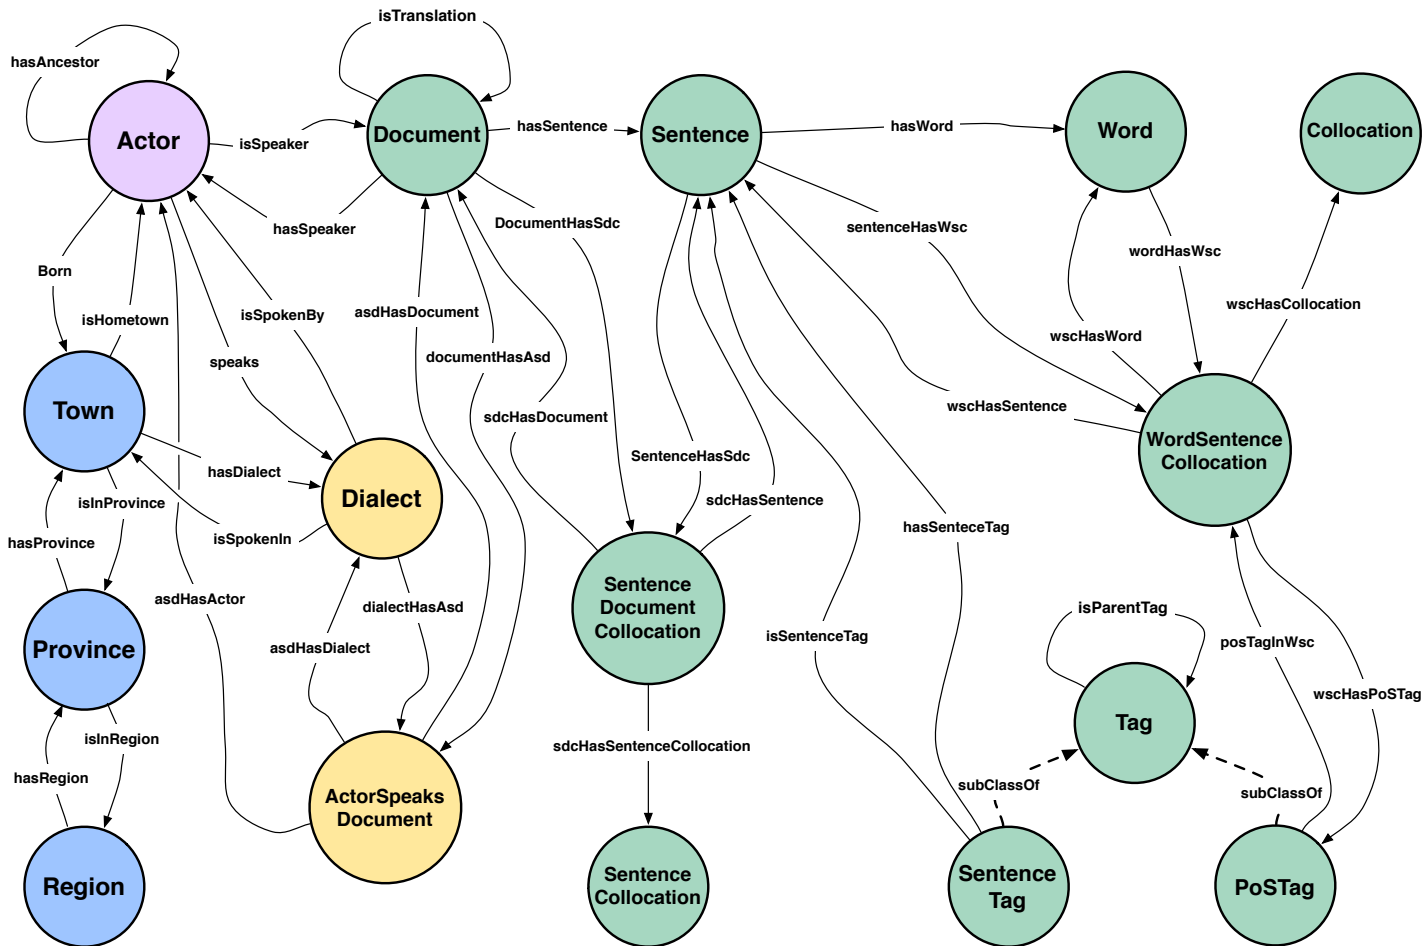 isTranslation
hasAncestor
Actor
isSpeaker
Document
hasSentence
Sentence
hasWord
Word
Collocation
hasSpeaker
DocumentHasSdc
sentenceHasWsc
wordHasWsc
Born
isHometown
isSpokenBy
asdHasDocument
wscHasCollocation
speaks
documentHasAsd
wscHasWord
Town
sdcHasDocument
wscHasSentence
WordSentence
Collocation
hasDialect
SentenceHasSdc
isInProvince
Dialect
sdcHasSentence
hasProvince
isSpokenIn
hasSenteceTag
asdHasActor
dialectHasAsd
Sentence
Document
Collocation
isParentTag
Province
asdHasDialect
isSentenceTag
posTagInWsc
wscHasPoSTag
Tag
isInRegion
sdcHasSentenceCollocation
hasRegion
subClassOf
subClassOf
ActorSpeaks
Document
Region
Sentence
Collocation
Sentence
Tag
PoSTag